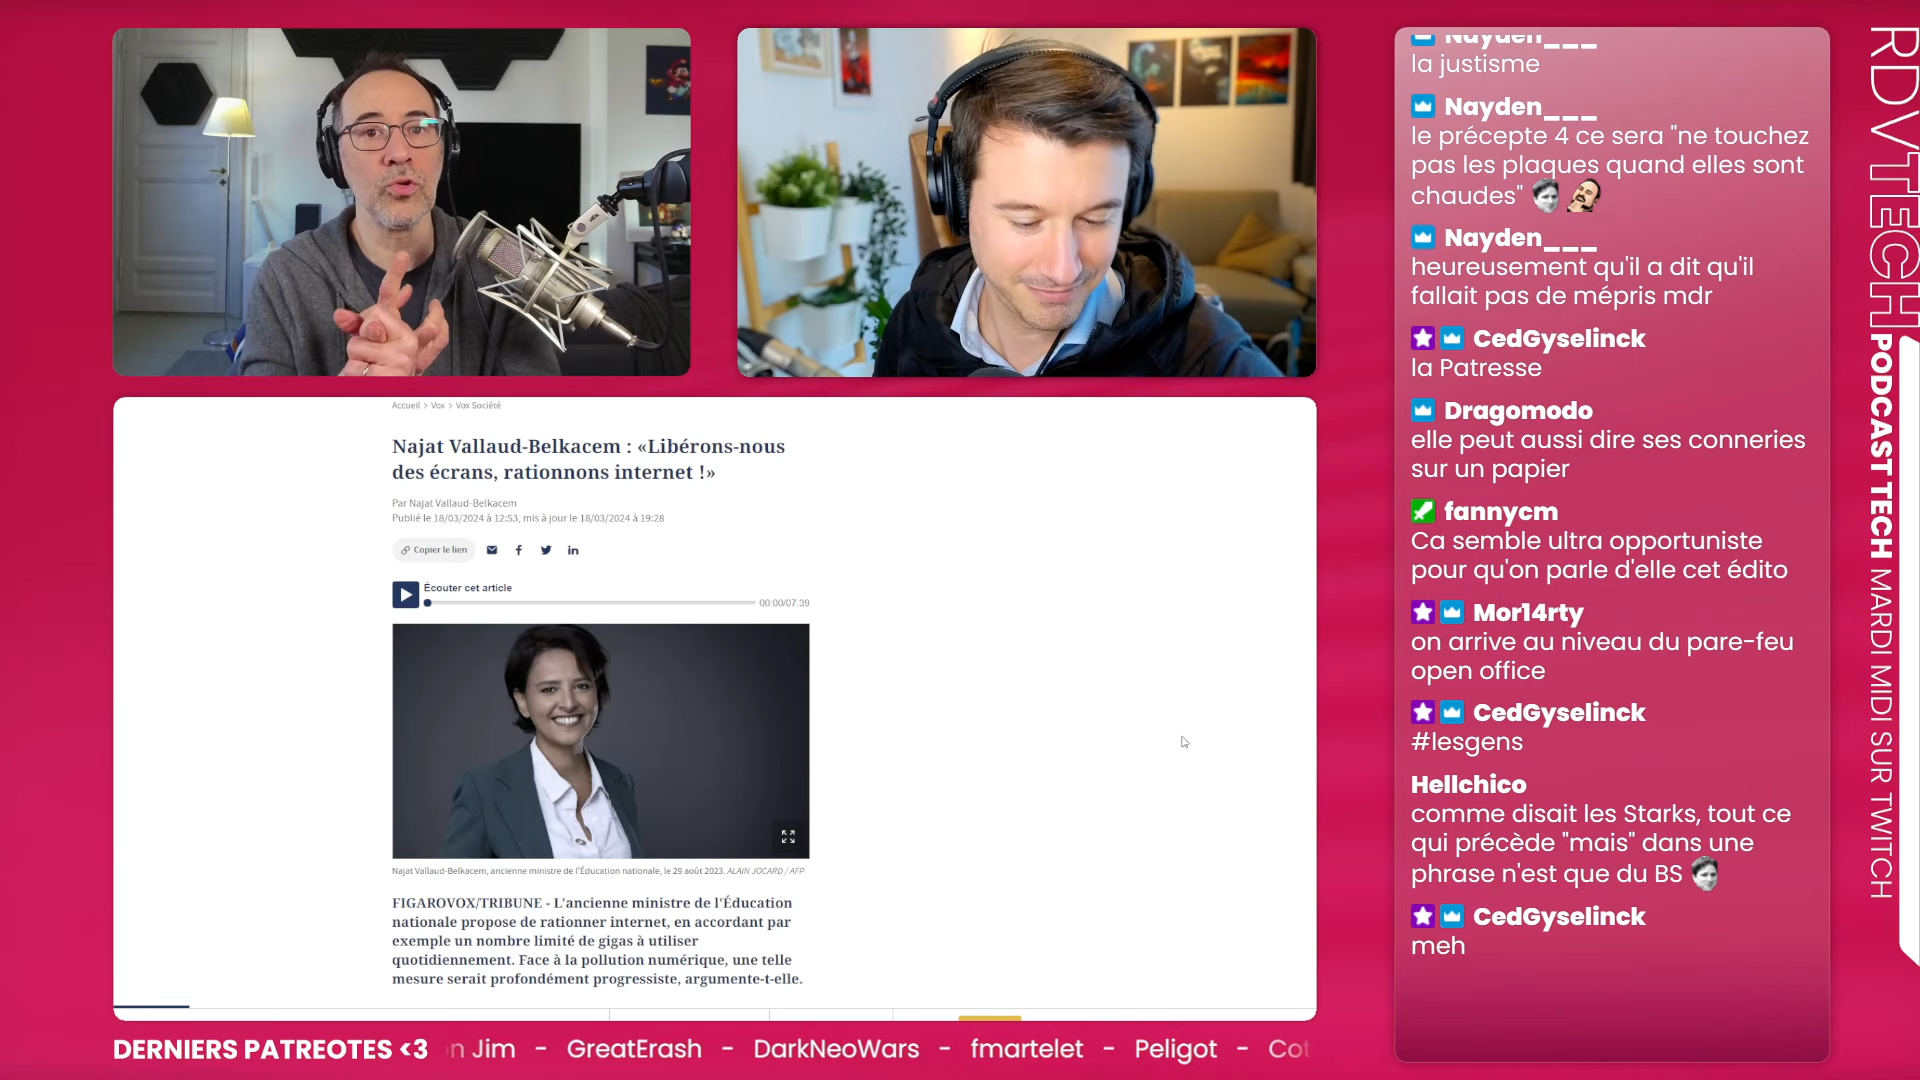 Accueil > Vox > Vox Société
Najat Vallaud-Belkacem : «Libérons-nous
des écrans, rationnons internet !»
Par Najat Vallaud-Belkacem
Publié le 18/03/2024 à 12:53, mis à jour le 18/03/2024 à 19:28
Copier le lien
Écouter cet article
00:00/07:39
Najat Vallaud-Belkacem, ancienne ministre de l'Éducation nationale, le 29 août 2023. ALAIN JOCARD / AFP
FIGAROVOX/TRIBUNE - L'ancienne ministre de l'Éducation
nationale propose de rationner internet, en accordant par
exemple un nombre limité de gigas à utiliser
quotidiennement. Face à la pollution numérique, une telle
mesure serait profondément progressiste, argumente-t-elle.
DERNIERS PATREOTES <3 n Jim - GreatErash - DarkNeoWars - fmartelet - Peligot - Cot
Nayden___
la justisme
Nayden___
le précepte 4 ce sera "ne touchez
pas les plaques quand elles sont
chaudes"
Nayden___
heureusement qu'il a dit qu'il
fallait pas de mépris mdr
CedGyselinck
la Patresse
Dragomodo
elle peut aussi dire ses conneries
sur un papier
fannycm
Ca semble ultra opportuniste
pour qu'on parle d'elle cet édito
Mor14rty
on arrive au niveau du pare-feu
open office
CedGyselinck
#lesgens
Hellchico
comme disait les Starks, tout ce
qui précède "mais" dans une
phrase n'est que du BS
CedGyselinck
meh
RDVTECH PODCAST TECH MARDI MIDI SUR TWITCH